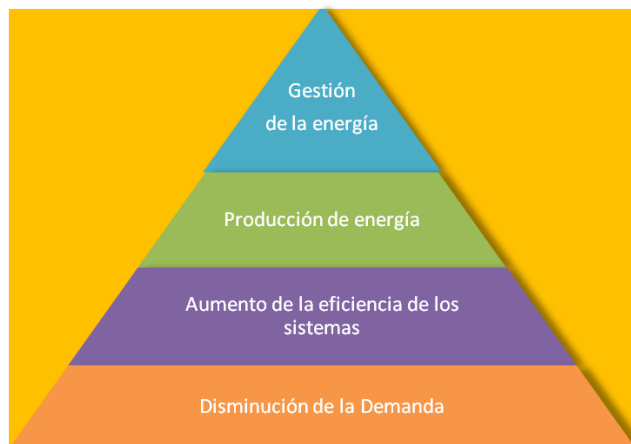 Gestión
de la energía
Producción de energía
Aumento de la eficiencia de los
sistemas
Disminución de la Demanda